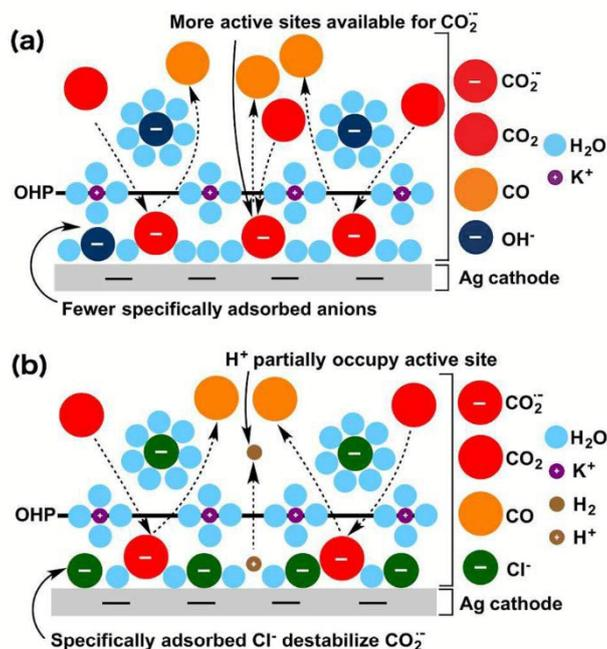 (a)
More active sites available for CO₂·⁻
CO₂·⁻
CO₂
H₂O
K⁺
CO
OH⁻
OHP
Ag cathode
Fewer specifically adsorbed anions
(b)
H⁺ partially occupy active site
CO₂·⁻
CO₂
H₂O
K⁺
CO
H₂
H⁺
Cl⁻
OHP
Ag cathode
Specifically adsorbed Cl⁻ destabilize CO₂·⁻